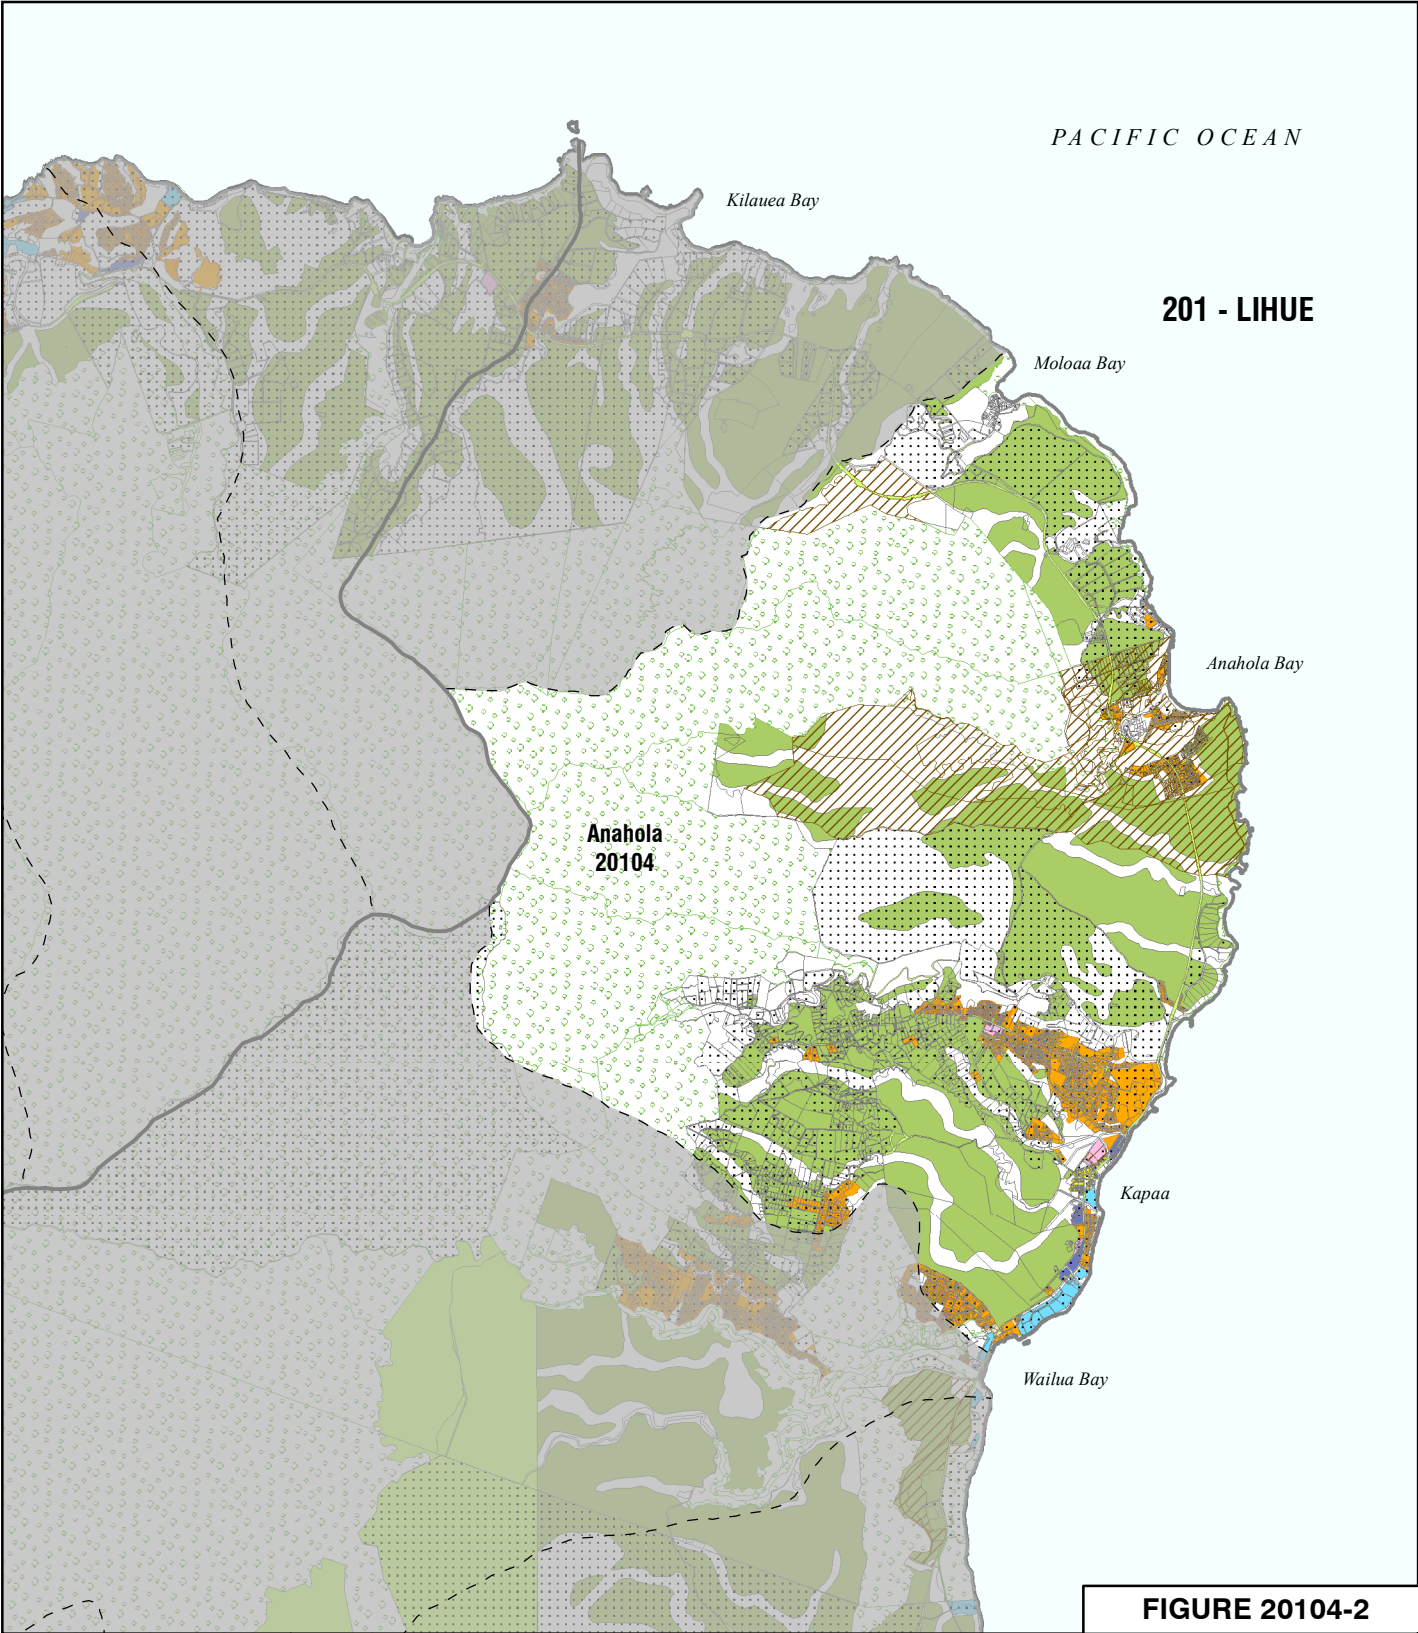 PACIFIC OCEAN
Kilauea Bay
201 - LIHUE
Moloaa Bay
Anahola Bay
Anahola
20104
Kapaa
Wailua Bay
FIGURE 20104-2